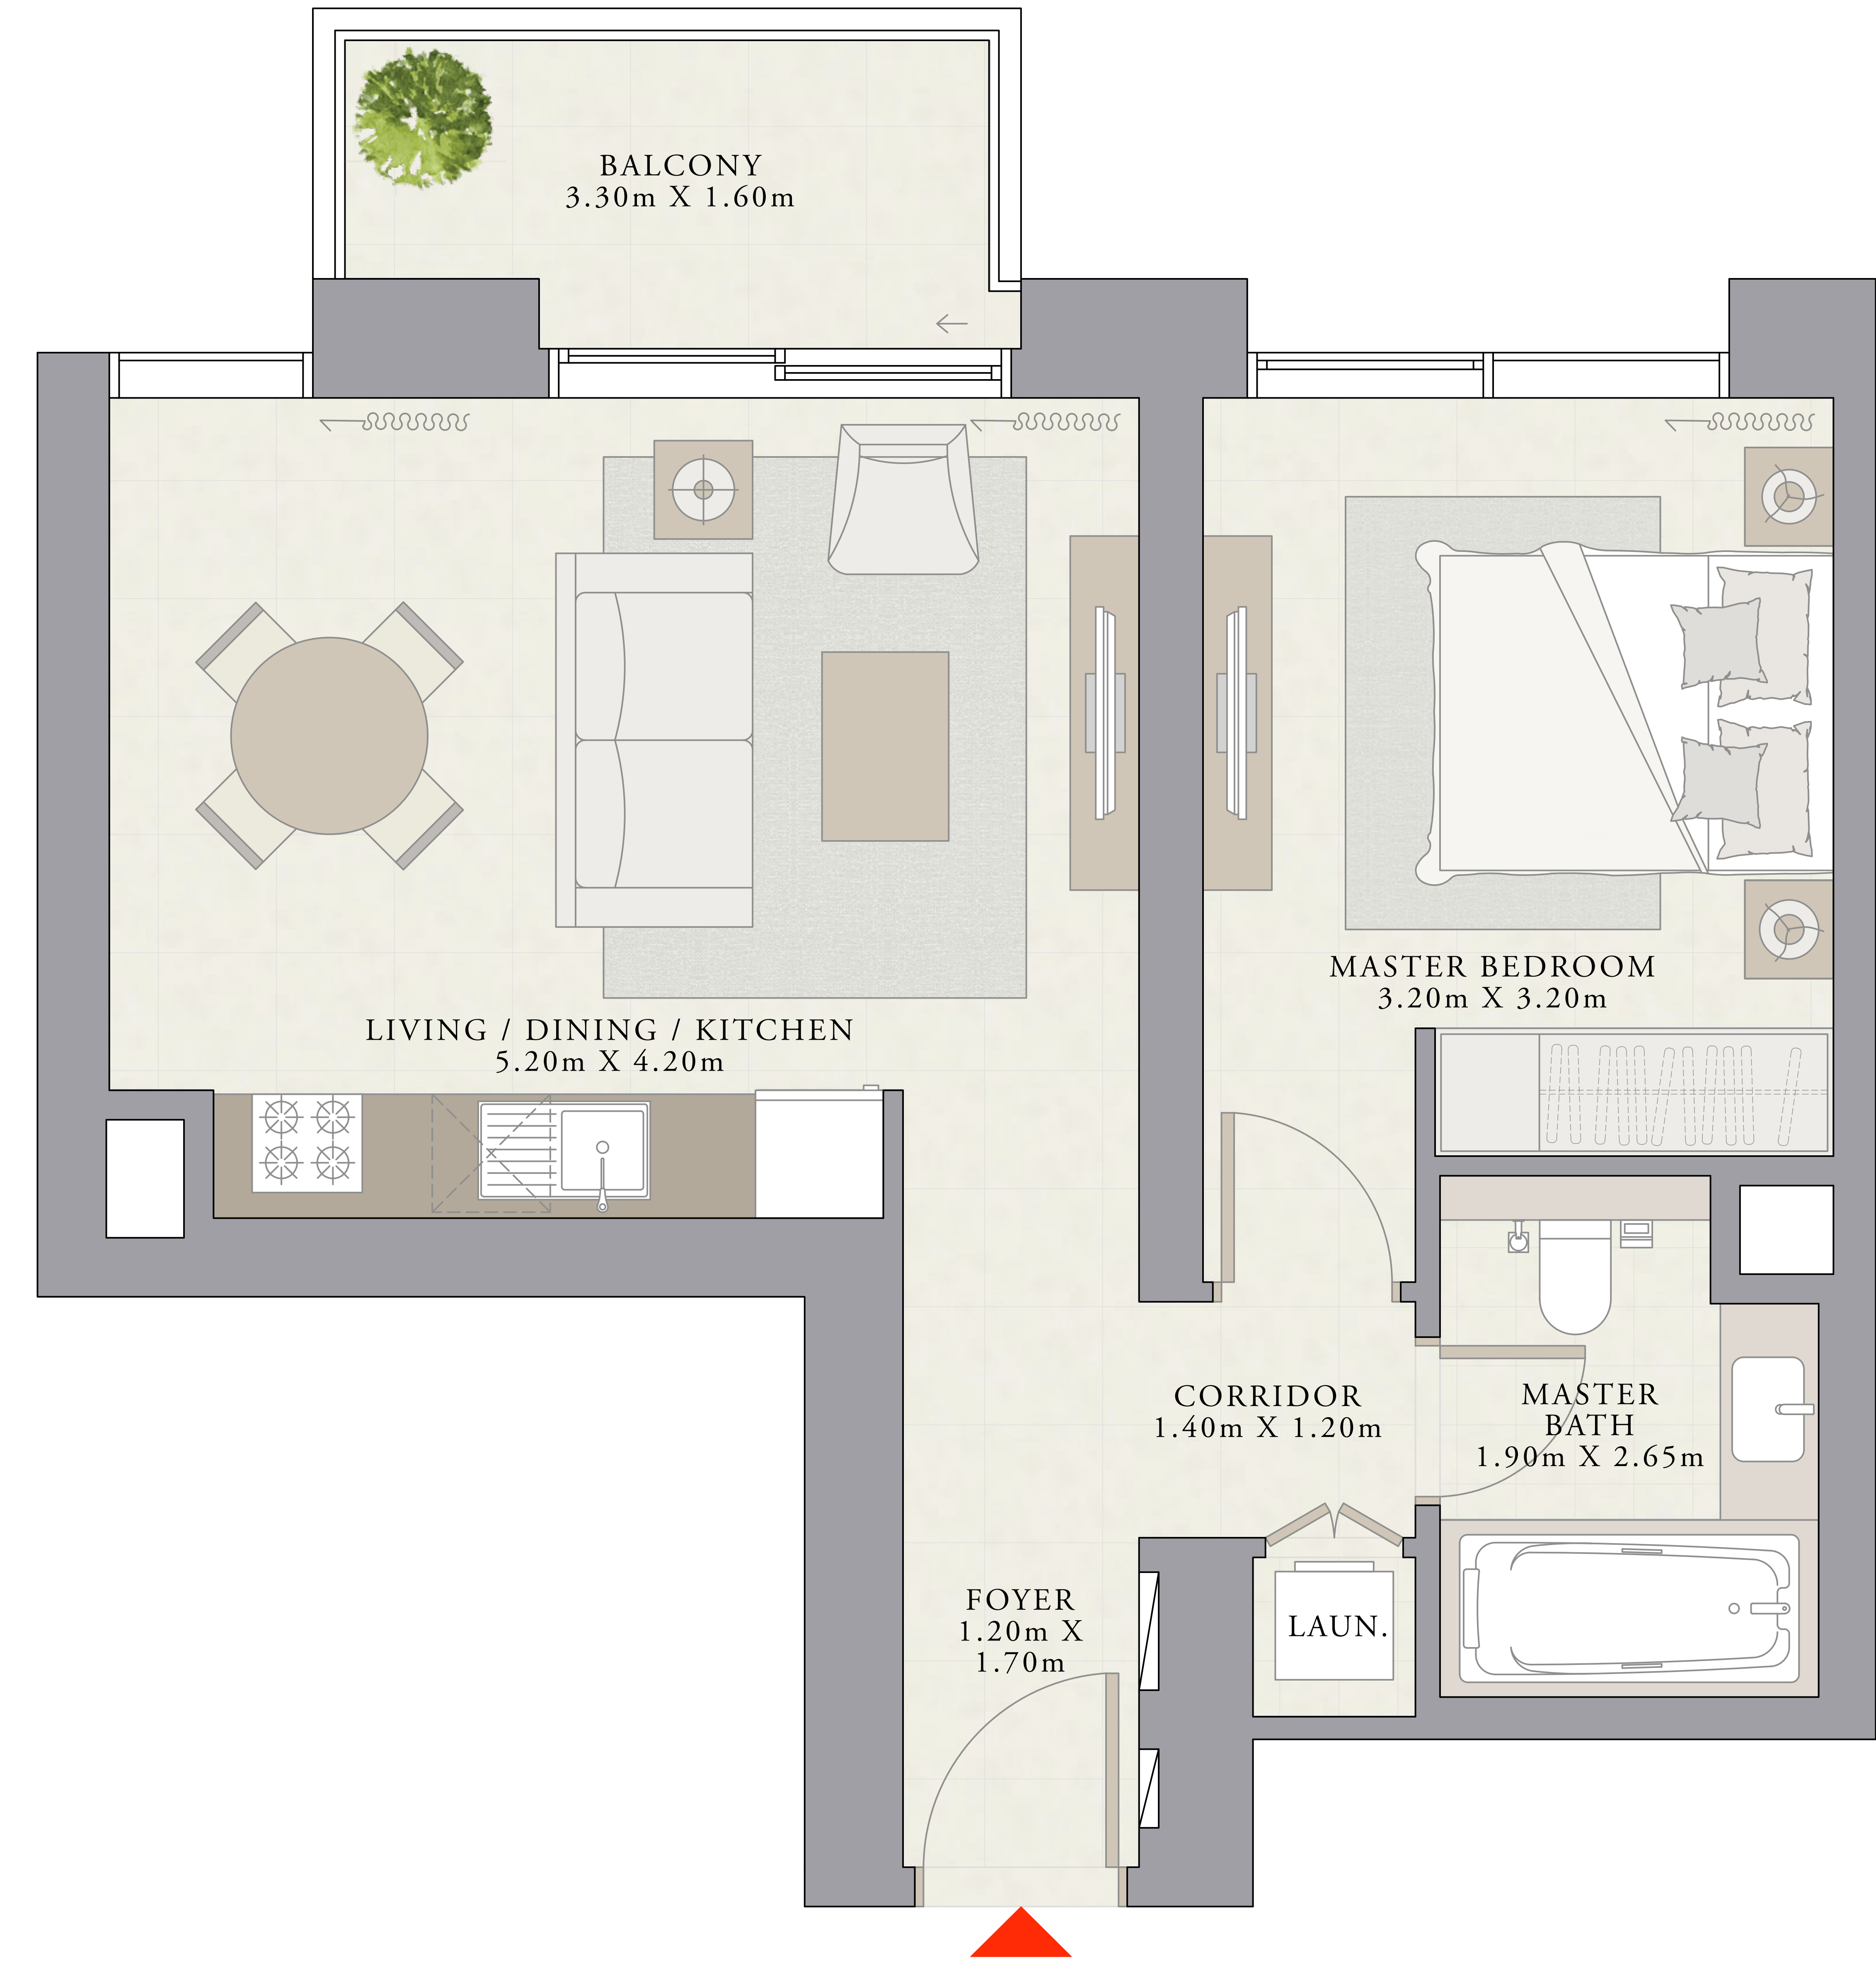 BALCONY
3.30m X 1.60m
MASTER BEDROOM
3.20m X 3.20m
LIVING / DINING / KITCHEN
5.20m X 4.20m
CORRIDOR
1.40m X 1.20m
MASTER
BATH
1.90m X 2.65m
FOYER
1.20m X
1.70m
LAUN.